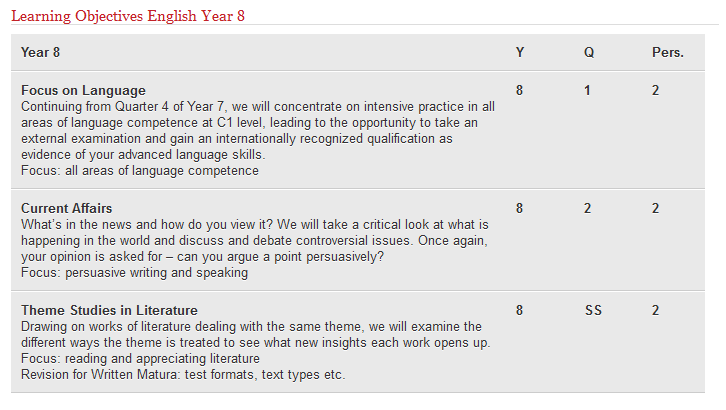 Learning Objectives English Year 8
Year 8 Y Q Pers.
Focus on Language 8 1 2
Continuing from Quarter 4 of Year 7, we will concentrate on intensive practice in all
areas of language competence at C1 level, leading to the opportunity to take an
external examination and gain an internationally recognized qualification as
evidence of your advanced language skills.
Focus: all areas of language competence
Current Affairs 8 2 2
What's in the news and how do you view it? We will take a critical look at what is
happening in the world and discuss and debate controversial issues. Once again,
your opinion is asked for – can you argue a point persuasively?
Focus: persuasive writing and speaking
Theme Studies in Literature 8 SS 2
Drawing on works of literature dealing with the same theme, we will examine the
different ways the theme is treated to see what new insights each work opens up.
Focus: reading and appreciating literature
Revision for Written Matura: test formats, text types etc.